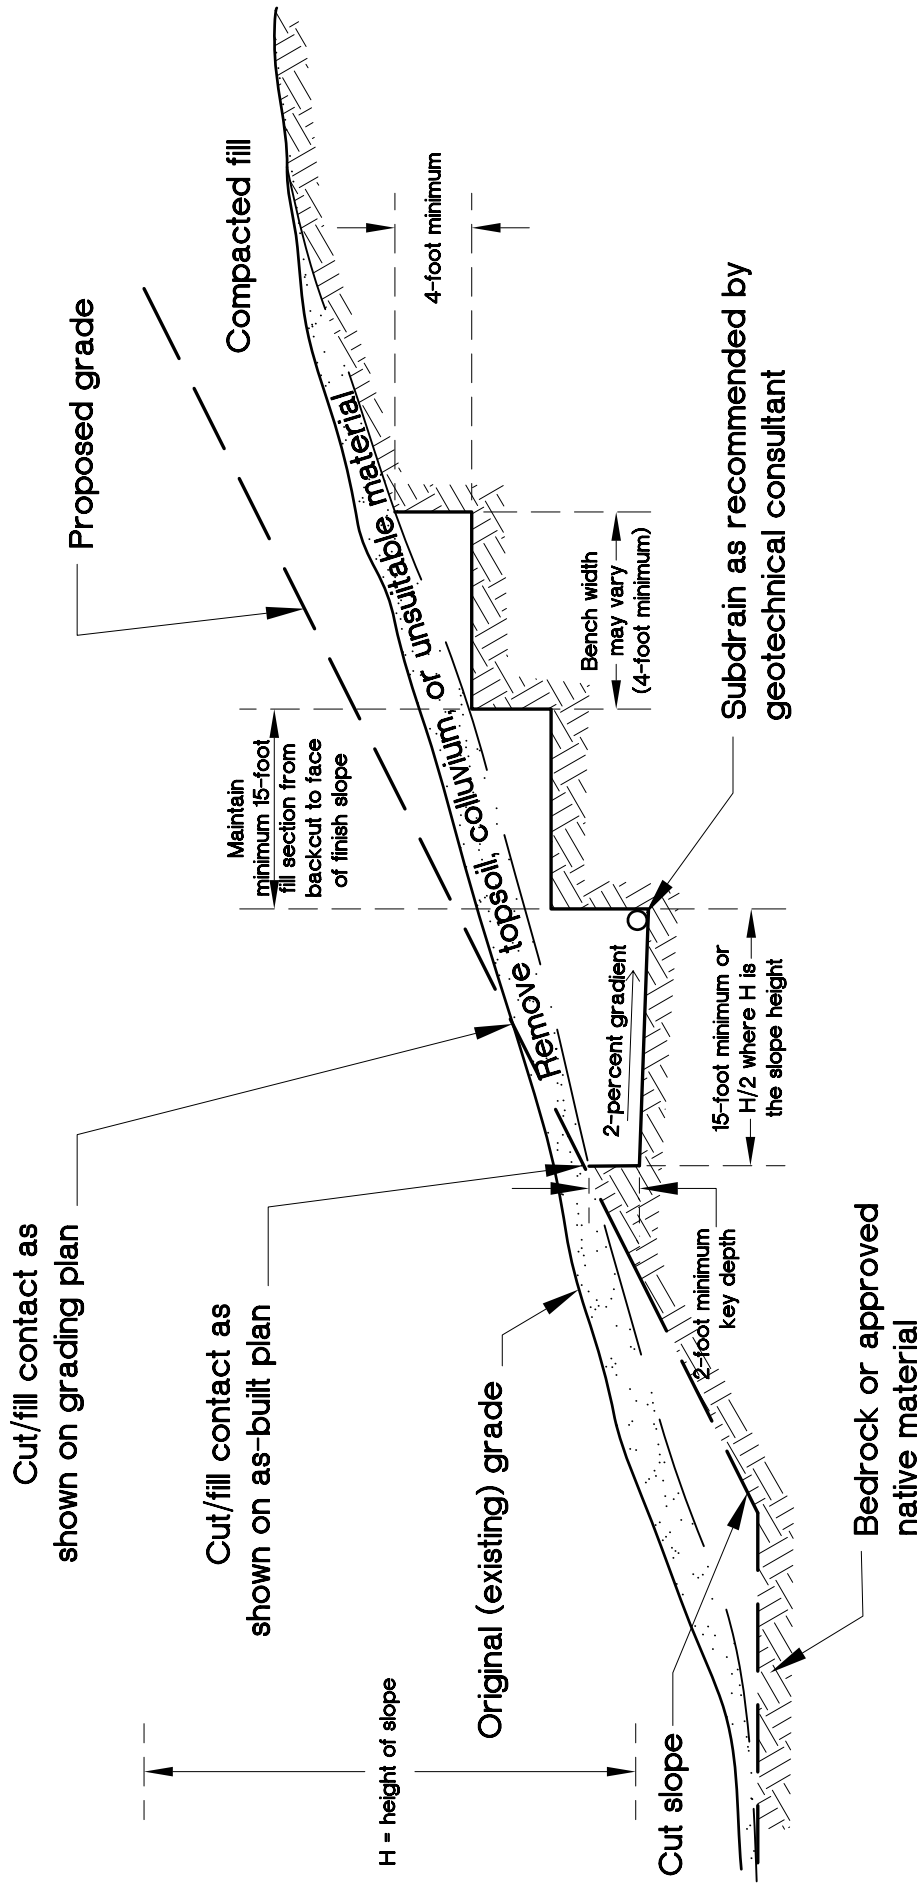 Cut/fill contact as
shown on grading plan
Cut/fill contact as
shown on as-built plan
Original (existing) grade
H = height of slope
Proposed grade
Compacted fill
Maintain
minimum 15-foot
fill section from
backcut to face
of finish slope
Remove topsoil, colluvium, or unsuitable material
4-foot minimum
Bench width
may vary
(4-foot minimum)
Subdrain as recommended by
geotechnical consultant
2-percent gradient
15-foot minimum or
H/2 where H is
the slope height
2-foot minimum
key depth
Cut slope
Bedrock or approved
native material